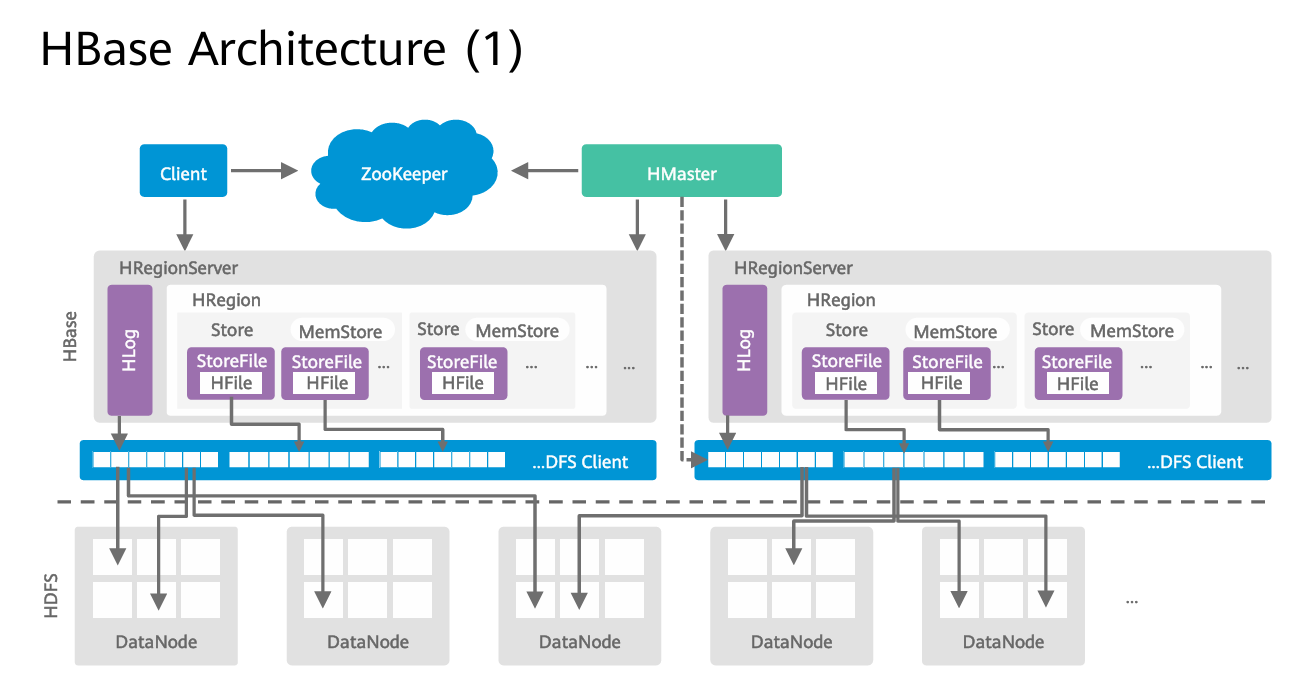 HBase Architecture (1)
Client
ZooKeeper
HMaster
HBase
HRegionServer
HLog
HRegion
Store
MemStore
StoreFile
HFile
StoreFile
HFile
...
Store
MemStore
StoreFile
HFile
...
...
...
HRegionServer
HLog
HRegion
Store
MemStore
StoreFile
HFile
StoreFile
HFile
...
Store
MemStore
StoreFile
HFile
...
...
...
...DFS Client
...DFS Client
HDFS
DataNode
DataNode
DataNode
DataNode
DataNode
...